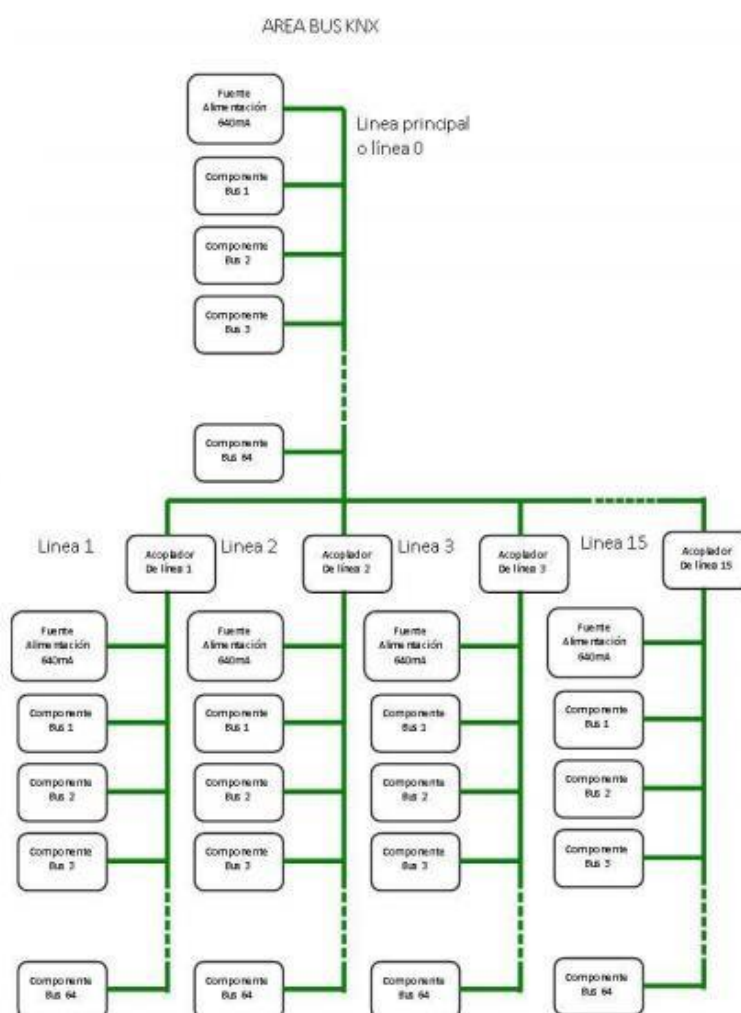 AREA BUS KNX
Fuente
Alimentación
640mA
Linea principal
o línea 0
Componente
Bus 1
Componente
Bus 2
Componente
Bus 3
Componente
Bus 64
Linea 1
Acoplador
De línea 1
Linea 2
Acoplador
De línea 2
Linea 3
Acoplador
De línea 3
Linea 15
Acoplador
De línea 15
Fuente
Alimentación
640mA
Componente
Bus 1
Componente
Bus 2
Componente
Bus 3
Componente
Bus 64
Fuente
Alimentación
640mA
Componente
Bus 1
Componente
Bus 2
Componente
Bus 3
Componente
Bus 64
Fuente
Alimentación
640mA
Componente
Bus 1
Componente
Bus 2
Componente
Bus 3
Componente
Bus 64
Fuente
Alimentación
640mA
Componente
Bus 1
Componente
Bus 2
Componente
Bus 3
Componente
Bus 64